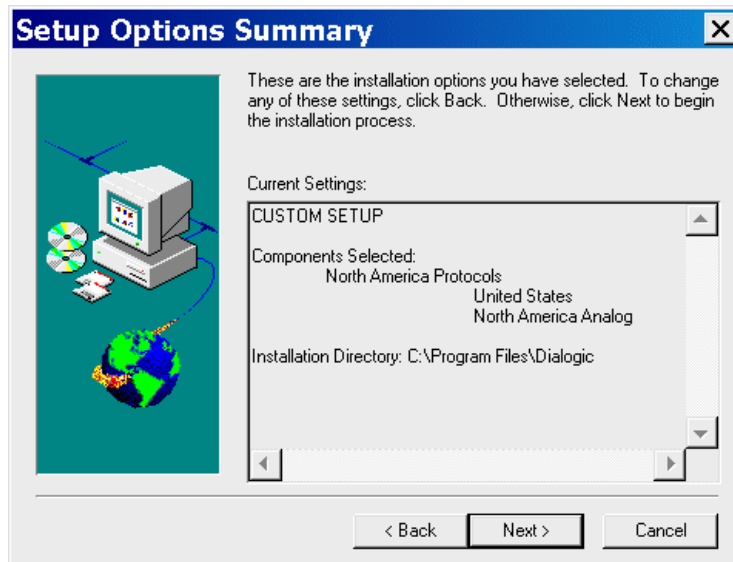 Setup Options Summary
These are the installation options you have selected.  To change
any of these settings, click Back.  Otherwise, click Next to begin
the installation process.
Current Settings:
CUSTOM SETUP
Components Selected:
North America Protocols
United States
North America Analog
Installation Directory: C:\Program Files\Dialogic
< Back
Next >
Cancel